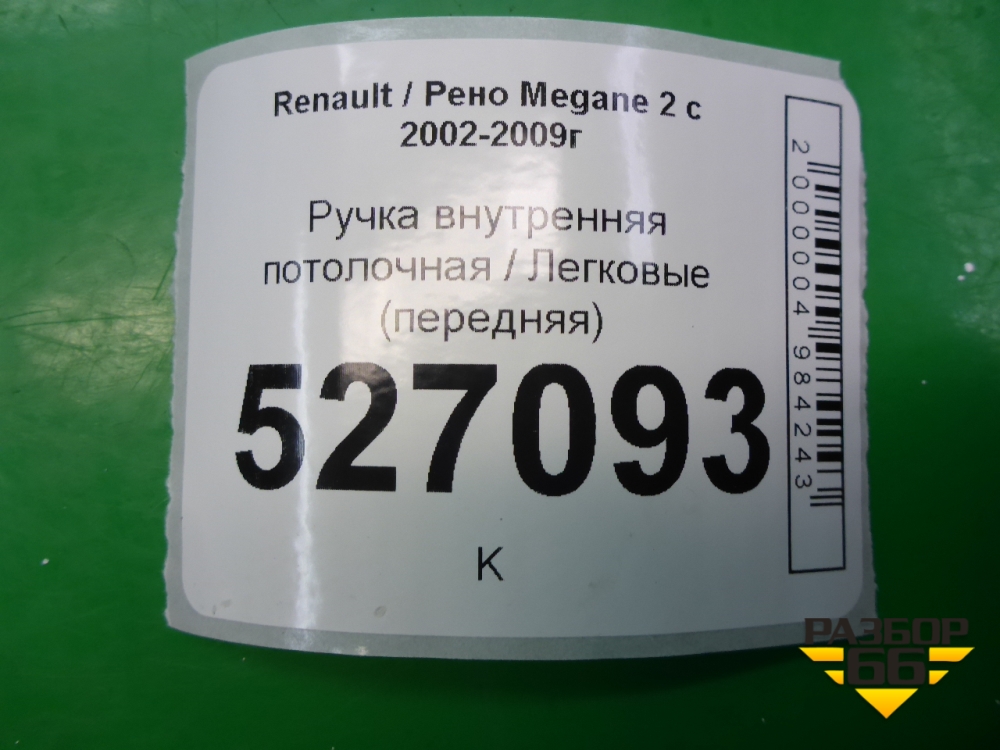 Renault / Рено Megane 2 с
2002-2009г
Ручка внутренняя
потолочная / Легковые
(передняя)
527093
К
2000004984243
РАЗБОР
66